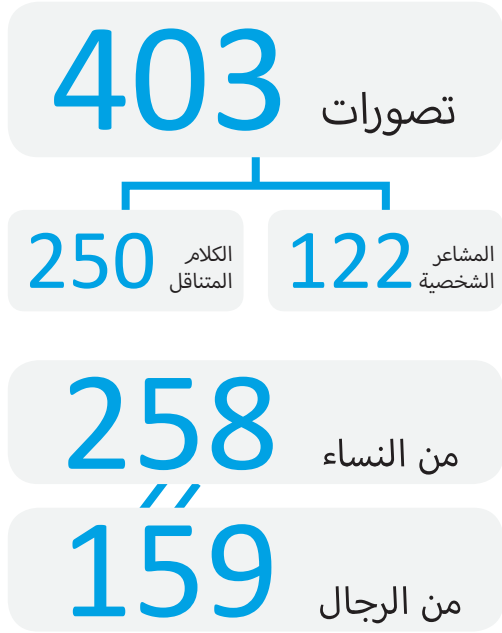 تصورات 403
المشاعر الشخصية 122
الكلام المتناقل 250
من النساء 258
من الرجال 159